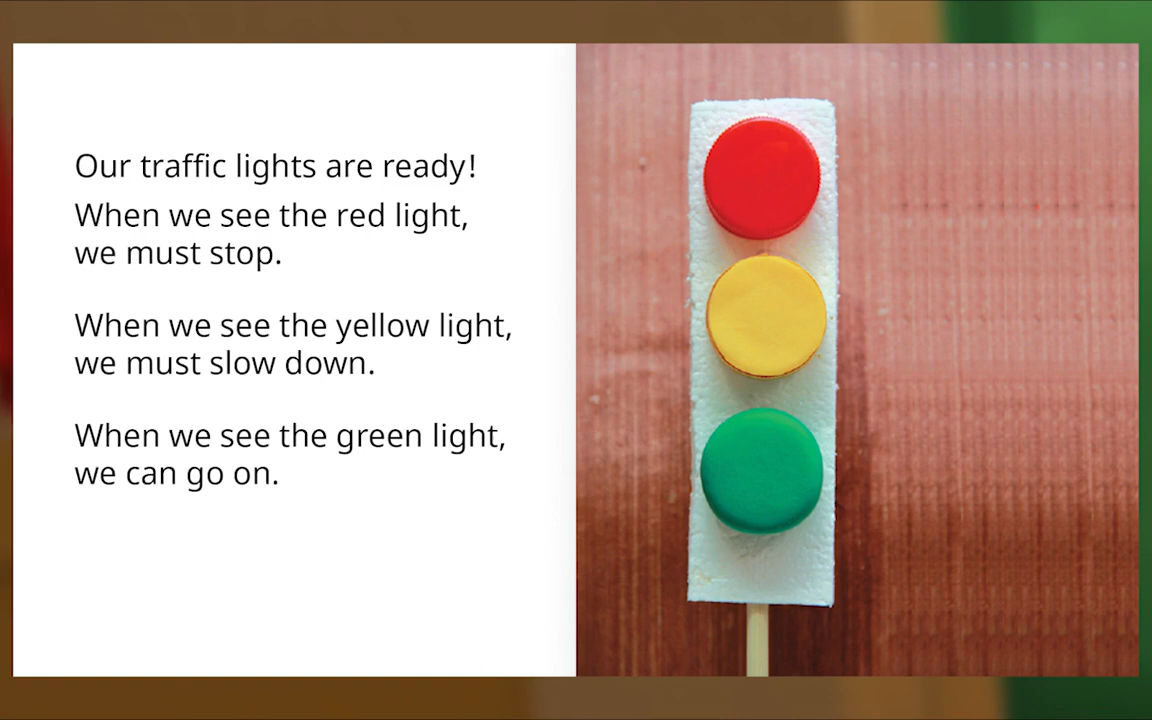 Our traffic lights are ready!
When we see the red light,
we must stop.
When we see the yellow light,
we must slow down.
When we see the green light,
we can go on.